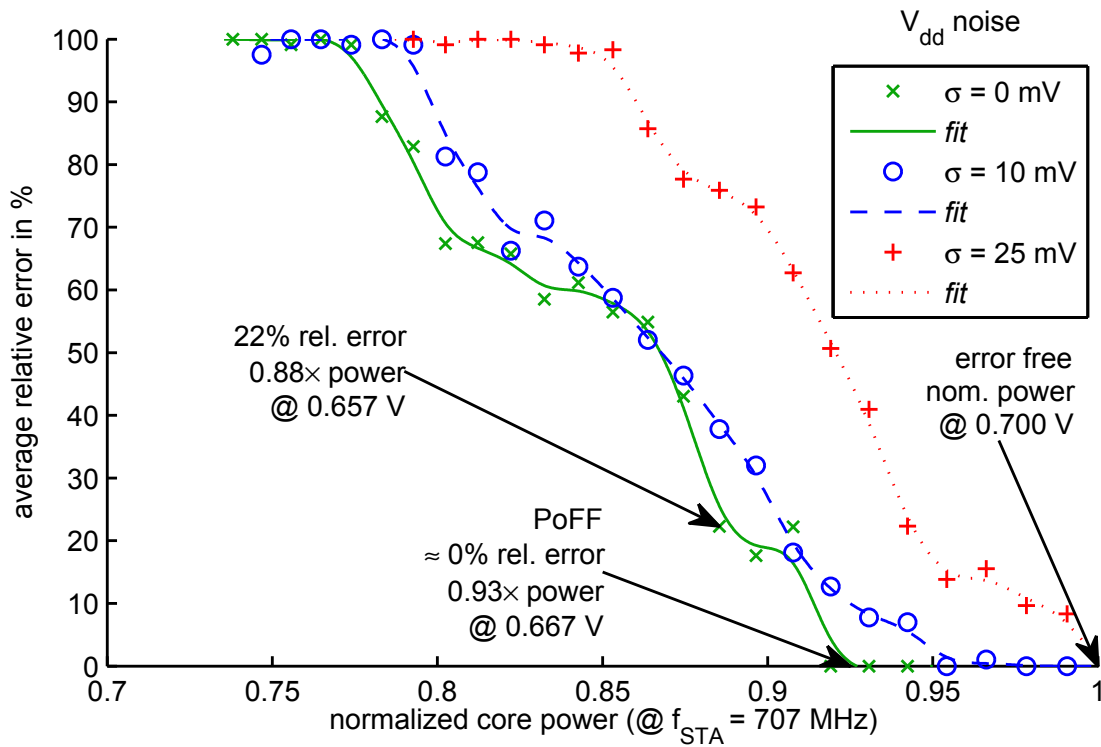 V_dd noise
σ = 0 mV
fit
σ = 10 mV
fit
σ = 25 mV
fit
100
90
80
70
60
50
40
30
20
10
0
average relative error in %
22% rel. error
0.88× power
@ 0.657 V
PoFF
≈ 0% rel. error
0.93× power
@ 0.667 V
error free
nom. power
@ 0.700 V
0.7
0.75
0.8
0.85
0.9
0.95
1
normalized core power (@ f_STA = 707 MHz)